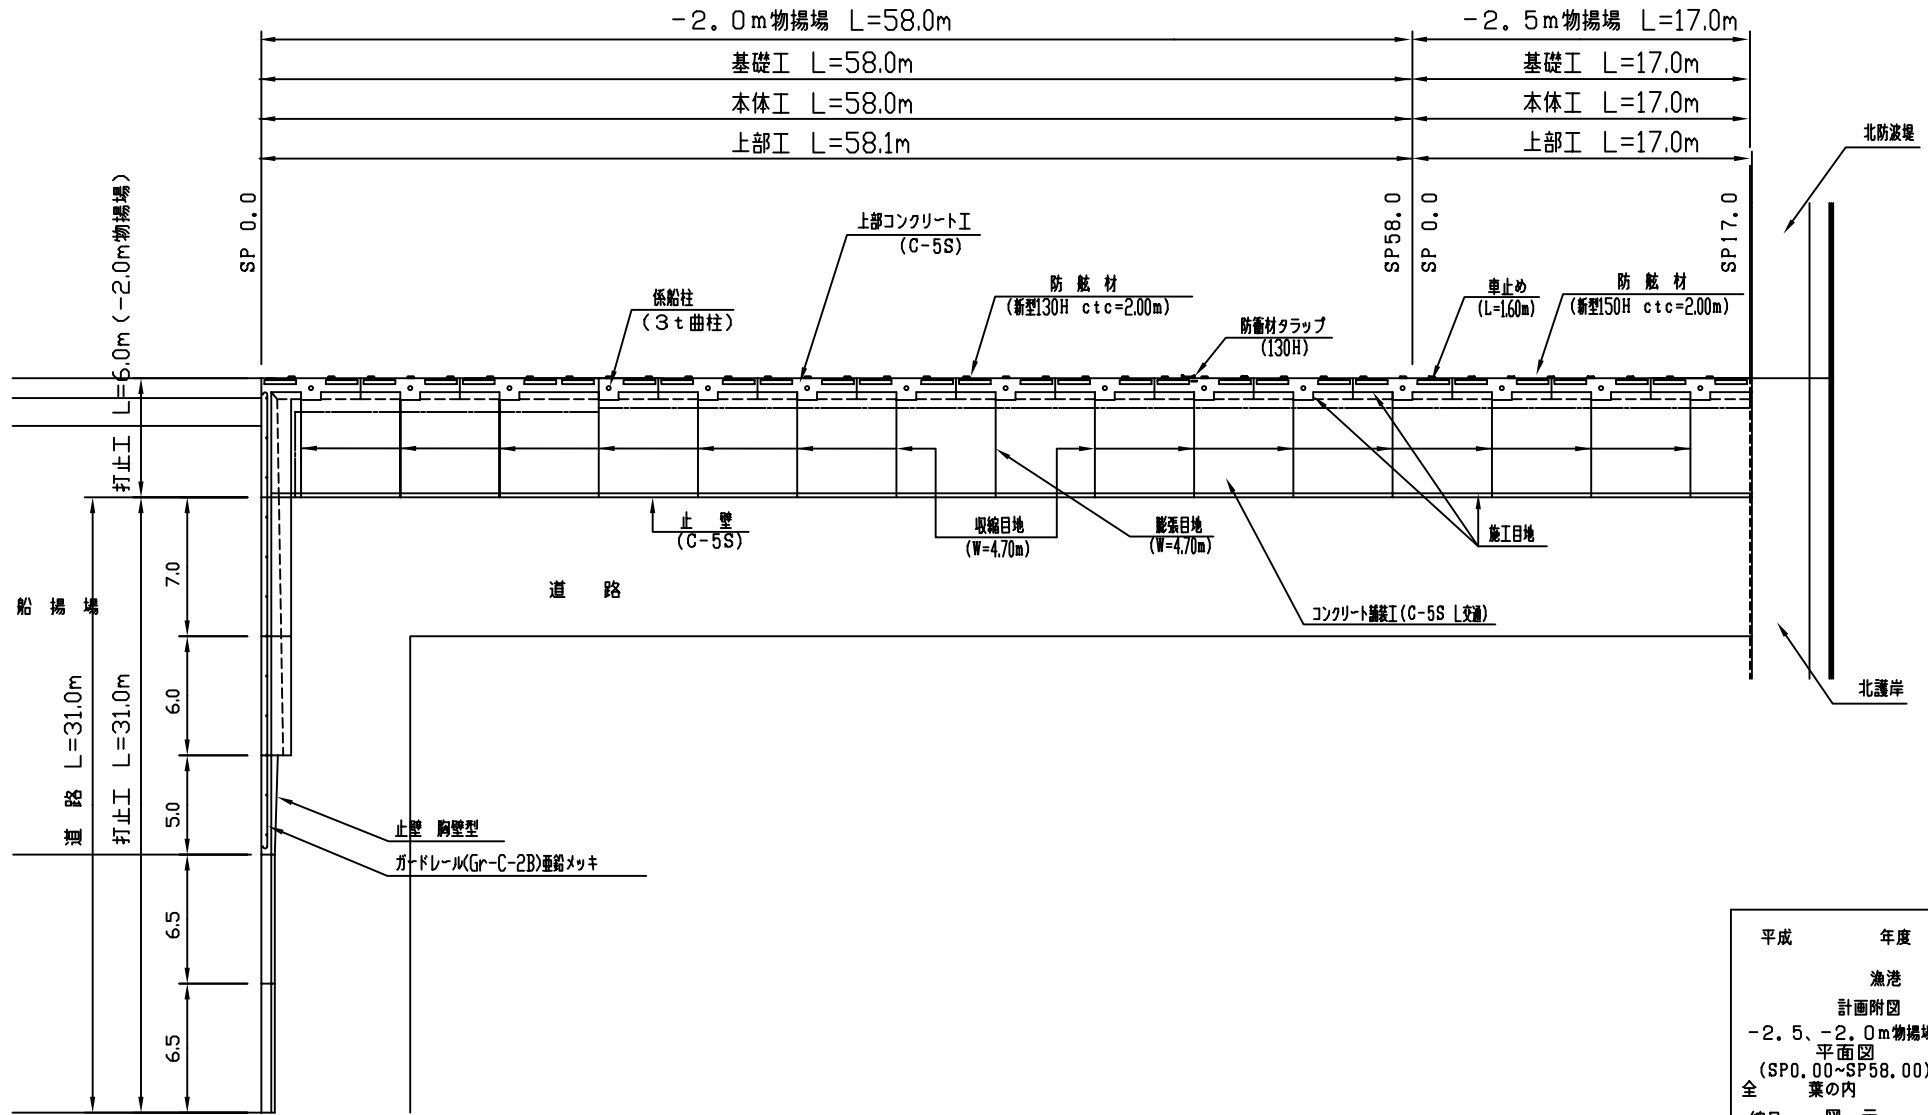 -2。0m物揚場 L=58.0m
-2。5m物揚場 L=17.0m
基礎工 L=58.0m
基礎工 L=17.0m
本体工 L=58.0m
本体工 L=17.0m
上部工 L=58.1m
上部工 L=17.0m
北防波堤
SP 0.0
SP58.0
SP 0.0
SP17.0
上部コンクリート工
(C-5S)
係船柱
(3t曲柱)
防 舷 材
(新型130H ctc=2.00m)
防衝材タラップ
(130H)
車止め
(L=1.60m)
防 舷 材
(新型150H ctc=2.00m)
打止工 L=6.0m(-2.0m物揚場)
止 壁
(C-5S)
収縮目地
(W=4.70m)
膨張目地
(W=4.70m)
施工目地
道 路
コンクリート舗装工(C-5S L交通)
船 揚 場
道 路 L=31.0m
打止工 L=31.0m
7.0
6.0
5.0
6.5
6.5
北護岸
止壁 胸壁型
ガードレール(Gr-C-2B)亜鉛メッキ
平成 年度
漁港
計画附図
-2。5、-2。0m物揚場
平面図
(SP0.00~SP58.00)
全 葉の内